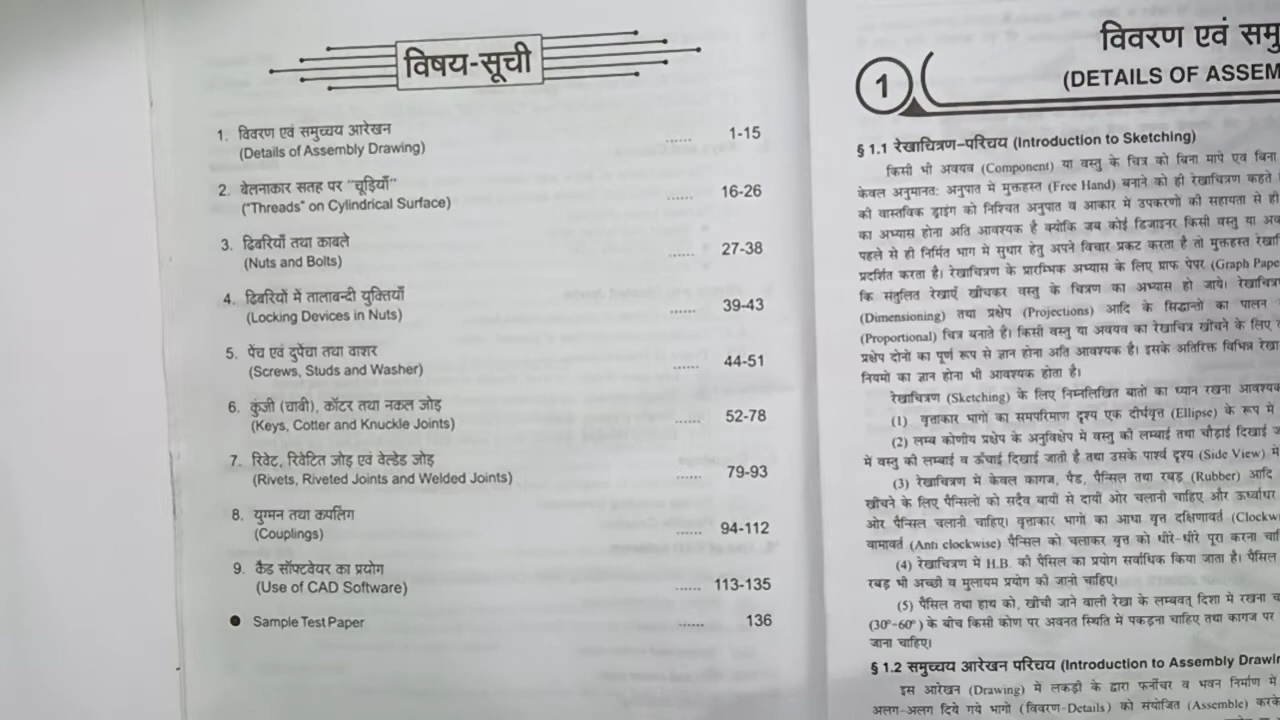 विषय-सूची
1. विवरण एवं समुच्चय आरेखन
(Details of Assembly Drawing) ...... 1-15
2. बेलनाकार सतह पर "चूड़ियाँ"
("Threads" on Cylindrical Surface) ...... 16-26
3. ढिबरियाँ तथा काबले
(Nuts and Bolts) ...... 27-38
4. ढिबरियों में तालाबन्दी युक्तियाँ
(Locking Devices in Nuts) ...... 39-43
5. पेंच एवं दुपेंचा तथा वाशर
(Screws, Studs and Washer) ...... 44-51
6. कुंजी (चाबी), कॉटर तथा नकल जोड़
(Keys, Cotter and Knuckle Joints) ...... 52-78
7. रिवेट, रिवेटित जोड़ एवं वेल्डेड जोड़
(Rivets, Riveted Joints and Welded Joints) ...... 79-93
8. युग्मन तथा कपलिंग
(Couplings) ...... 94-112
9. कैड सॉफ्टवेयर का प्रयोग
(Use of CAD Software) ...... 113-135
● Sample Test Paper ...... 136
विवरण एवं समु
1 (DETAILS OF ASSEM
§ 1.1 रेखाचित्रण-परिचय (Introduction to Sketching)
किसी भी अवयव (Component) या वस्तु के चित्र को बिना मापे एवं बिना
केवल अनुमानत: अनुपात में मुक्तहस्त (Free Hand) बनाने को ही रेखाचित्रण कहते
की वास्तविक ड्राइंग को निश्चित अनुपात व आकार में उपकरणों की सहायता से ही
का अभ्यास होना अति आवश्यक है क्योंकि जब कोई डिजाइनर किसी वस्तु या अव
पहले से ही निर्मित भाग में सुधार हेतु अपने विचार प्रकट करता है तो मुक्तहस्त रेखा
प्रदर्शित करता है। रेखाचित्रण के प्रारम्भिक अभ्यास के लिए ग्राफ पेपर (Graph Pape
कि संतुलित रेखाएँ खींचकर वस्तु के चित्रण का अभ्यास हो जाये। रेखाचित्र
(Dimensioning) तथा प्रक्षेप (Projections) आदि के सिद्धान्तों का पालन
(Proportional) चित्र बनाते हैं। किसी वस्तु या अवयव का रेखाचित्र खींचने के लिए
प्रक्षेप दोनों का पूर्ण रूप से ज्ञान होना अति आवश्यक है। इसके अतिरिक्त विभिन्न रेखा
नियमों का ज्ञान होना भी आवश्यक होता है।
रेखाचित्रण (Sketching) के लिए निम्नलिखित बातों का ध्यान रखना आवश्यक
(1) वृत्ताकार भागों का समपरिमाण दृश्य एक दीर्घवृत्त (Ellipse) के रूप में
(2) लम्ब कोणीय प्रक्षेप के अनुविक्षेप में वस्तु की लम्बाई तथा चौड़ाई दिखाई ज
में वस्तु की लम्बाई व ऊँचाई दिखाई जाती है तथा उसके पार्श्व दृश्य (Side View) में
(3) रेखाचित्रण में केवल कागज, पैड, पैन्सिल तथा रबड़ (Rubber) आदि
खींचने के लिए पैन्सिलों को सदैव बायीं से दायीं ओर चलानी चाहिए और ऊर्ध्वाधर
ओर पैन्सिल चलानी चाहिए। वृत्ताकार भागों का आधा वृत्त दक्षिणावर्त (Clockwi
वामावर्त (Anti clockwise) पैन्सिल को चलाकर वृत्त को धीरे-धीरे पूरा करना चाहि
(4) रेखाचित्रण में H.B. की पैंसिल का प्रयोग सर्वाधिक किया जाता है। पैंसिल
रबड़ भी अच्छी व मुलायम प्रयोग की जानी चाहिए।
(5) पैंसिल तथा हाथ को, खींची जाने वाली रेखा के लम्बवत् दिशा में रखना च
(30°-60°) के बीच किसी कोण पर अवनत स्थिति में पकड़ना चाहिए तथा कागज पर
जाना चाहिए।
§ 1.2 समुच्चय आरेखन परिचय (Introduction to Assembly Drawin
इस आरेखन (Drawing) में लकड़ी के द्वारा फर्नीचर व भवन निर्माण में
अलग-अलग दिये गये भागों (विवरण-Details) को संयोजित (Assemble) करके